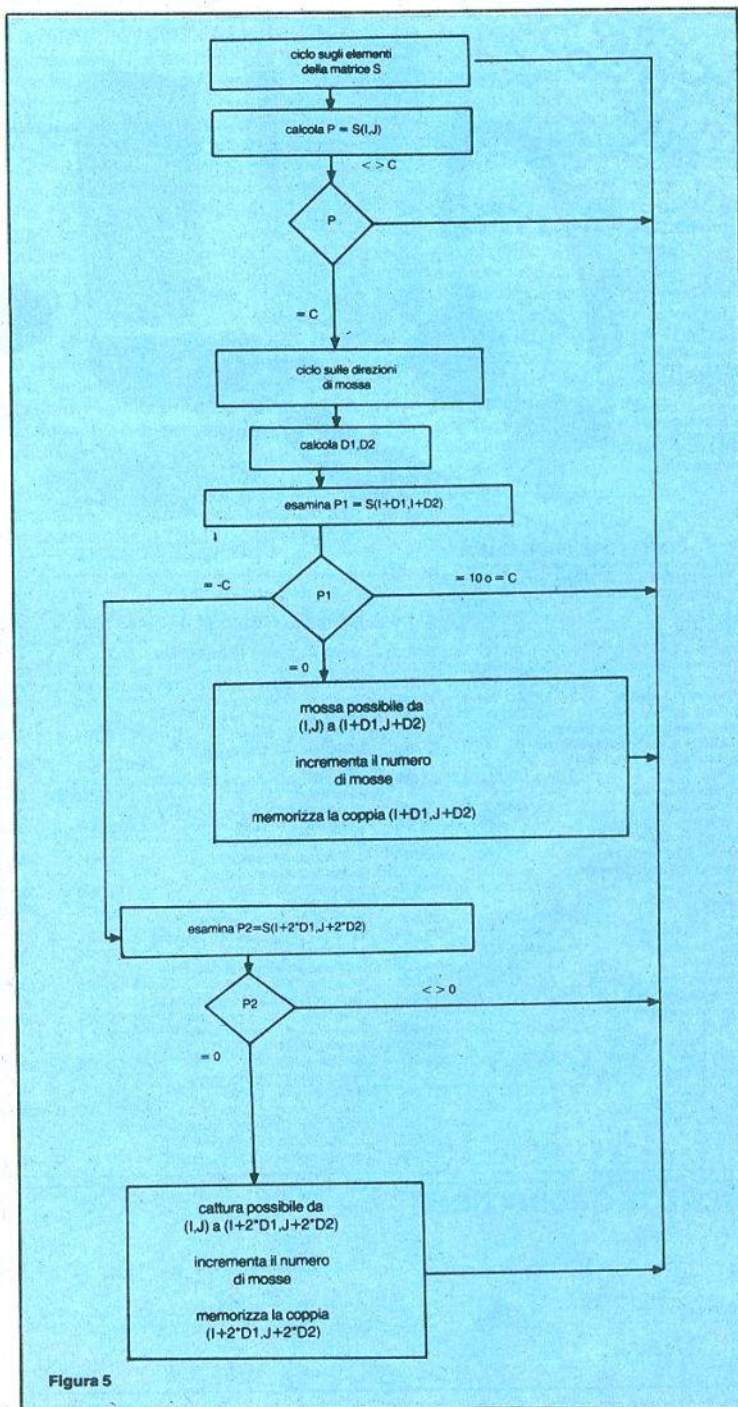 ciclo sugli elementi
della matrice S
calcola P = S(I,J)
< > C
P
= C
ciclo sulle direzioni
di mossa
calcola D1,D2
esamina P1 = S(I+D1,I+D2)
= -C
P1
= 10 o = C
= 0
mossa possibile da
(I,J) a (I+D1,J+D2)
incrementa il numero
di mosse
memorizza la coppia (I+D1,J+D2)
esamina P2=S(I+2*D1,J+2*D2)
P2
< > 0
= 0
cattura possibile da
(I,J) a (I+2*D1,J+2*D2)
incrementa il numero
di mosse
memorizza la coppia
(I+2*D1,J+2*D2)
Figura 5